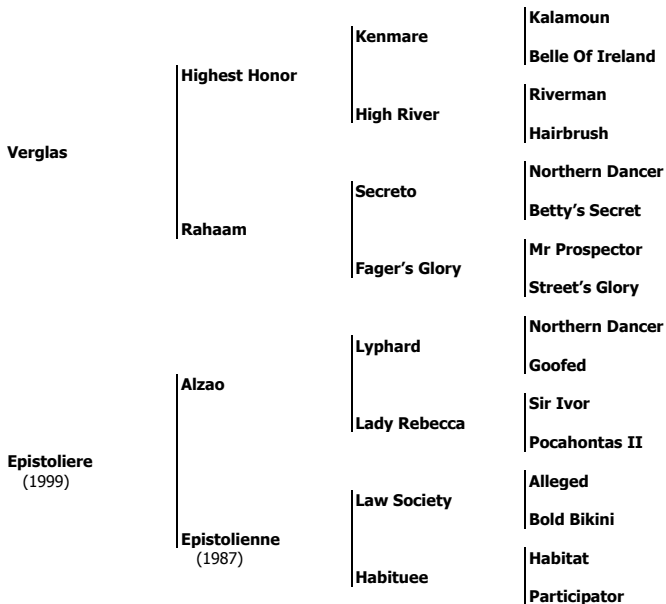 Kalamoun
Kenmare
Belle Of Ireland
Highest Honor
Riverman
High River
Hairbrush
Verglas
Northern Dancer
Secreto
Betty’s Secret
Rahaam
Mr Prospector
Fager’s Glory
Street’s Glory
Northern Dancer
Lyphard
Goofed
Alzao
Sir Ivor
Lady Rebecca
Pocahontas II
Epistoliere
(1999)
Alleged
Law Society
Bold Bikini
Epistolienne
(1987)
Habitat
Habituee
Participator